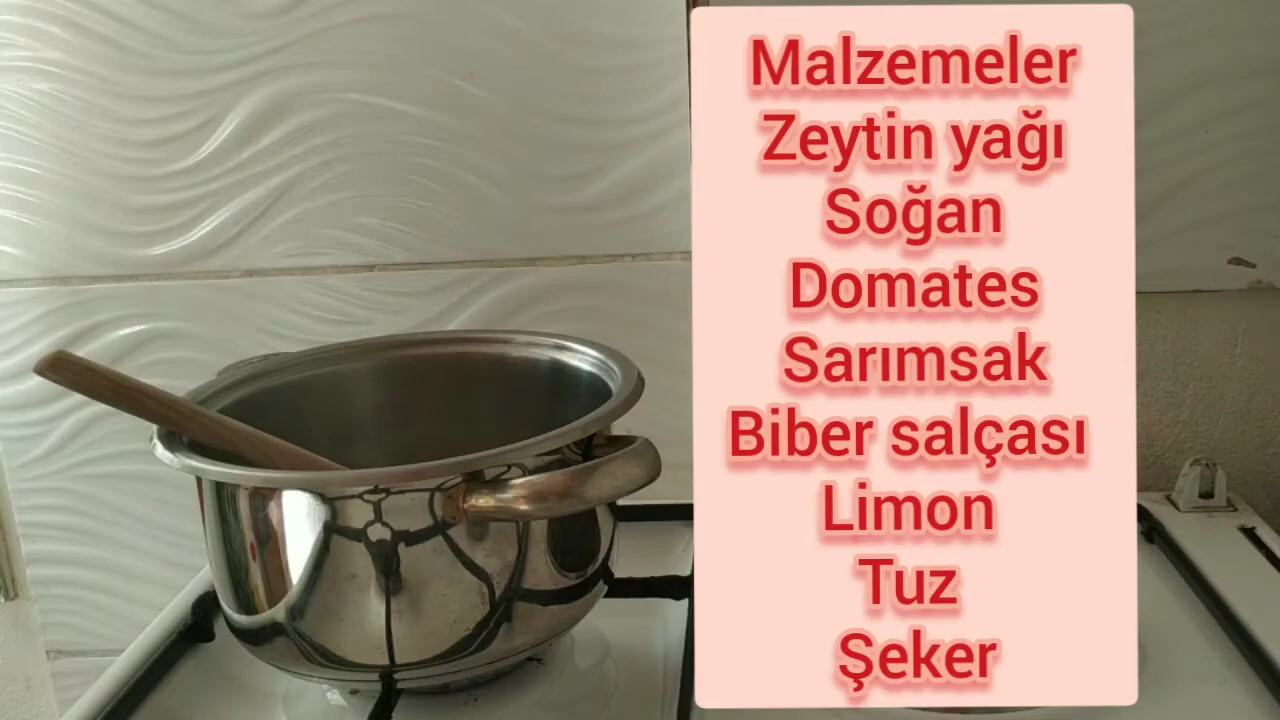 Malzemeler
Zeytin yağı
Soğan
Domates
Sarımsak
Biber salçası
Limon
Tuz
Şeker